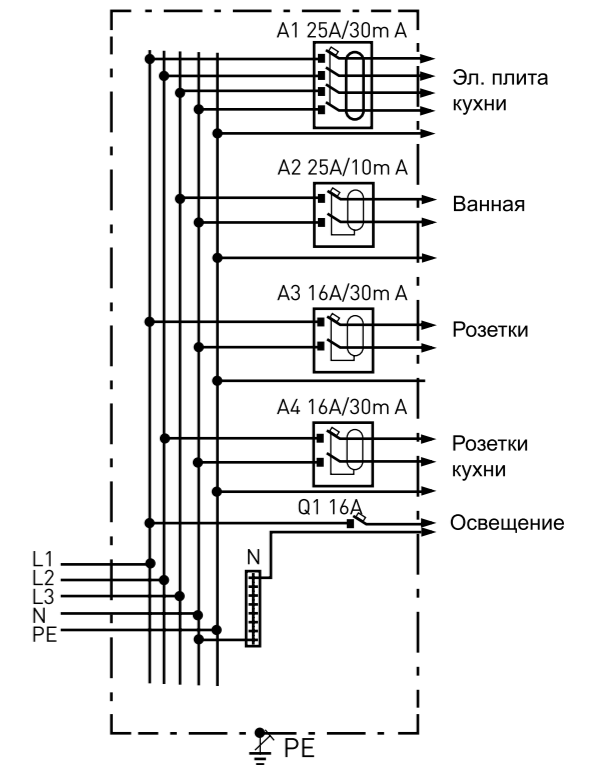 A1 25A/30m A
Эл. плита
кухни
A2 25A/10m A
Ванная
A3 16A/30m A
Розетки
A4 16A/30m A
Розетки
кухни
Q1 16A
Освещение
L1
L2
L3
N
PE
N
PE